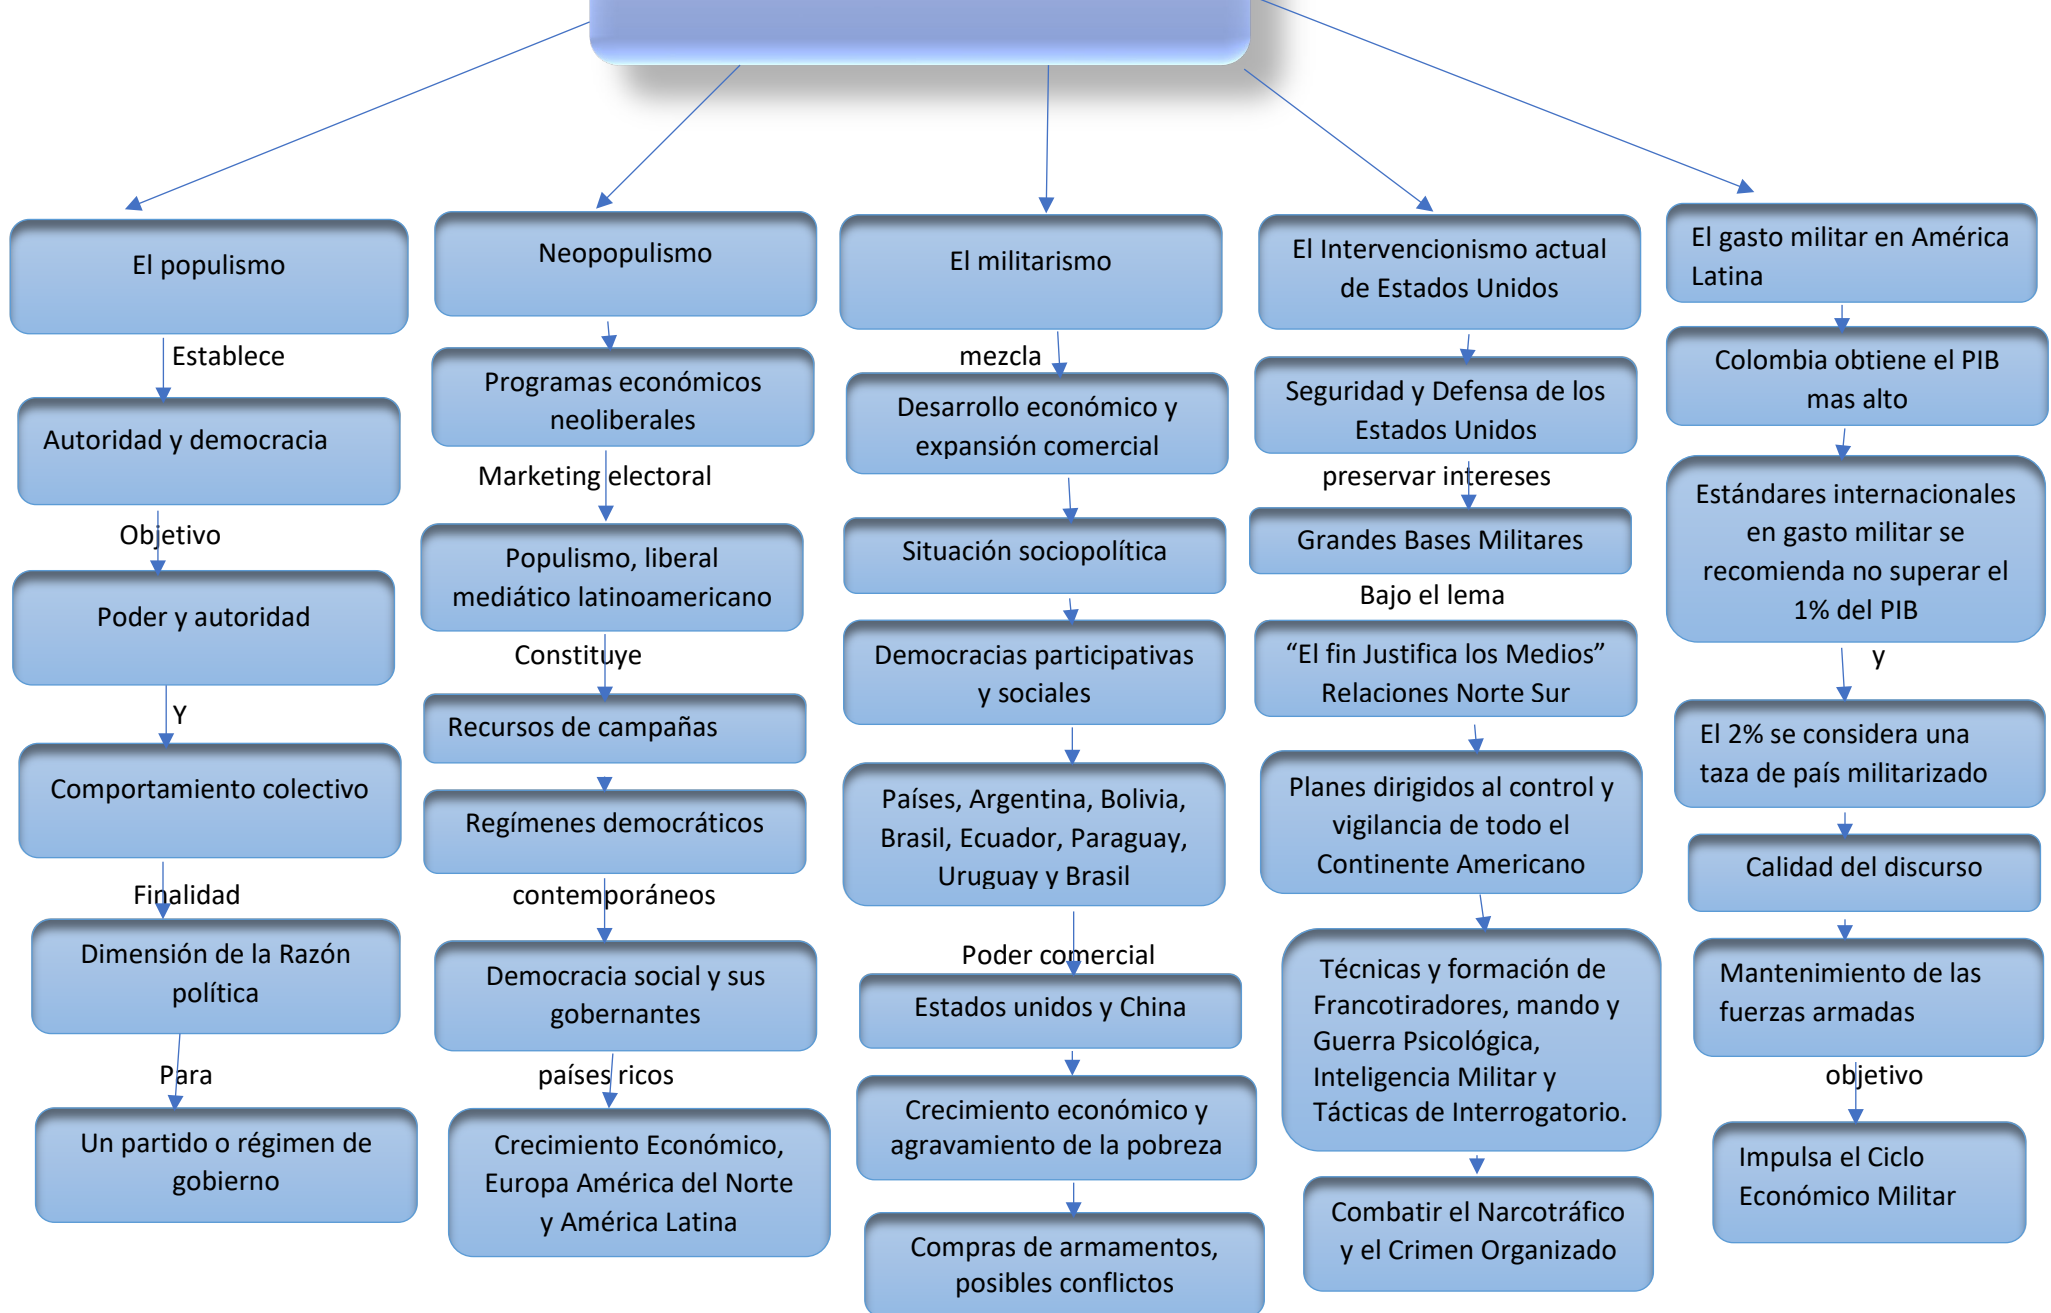 El populismo
Establece
Autoridad y democracia
Objetivo
Poder y autoridad
Y
Comportamiento colectivo
Finalidad
Dimensión de la Razón
política
Para
Un partido o régimen de
gobierno
Neopopulismo
Programas económicos
neoliberales
Marketing electoral
Populismo, liberal
mediático latinoamericano
Constituye
Recursos de campañas
Regímenes democráticos
contemporáneos
Democracia social y sus
gobernantes
países ricos
Crecimiento Económico,
Europa América del Norte
y América Latina
El militarismo
mezcla
Desarrollo económico y
expansión comercial
Situación sociopolítica
Democracias participativas
y sociales
Países, Argentina, Bolivia,
Brasil, Ecuador, Paraguay,
Uruguay y Brasil
Poder comercial
Estados unidos y China
Crecimiento económico y
agravamiento de la pobreza
Compras de armamentos,
posibles conflictos
El Intervencionismo actual
de Estados Unidos
Seguridad y Defensa de los
Estados Unidos
preservar intereses
Grandes Bases Militares
Bajo el lema
“El fin Justifica los Medios”
Relaciones Norte Sur
Planes dirigidos al control y
vigilancia de todo el
Continente Americano
Técnicas y formación de
Francotiradores, mando y
Guerra Psicológica,
Inteligencia Militar y
Tácticas de Interrogatorio.
Combatir el Narcotráfico
y el Crimen Organizado
El gasto militar en América
Latina
Colombia obtiene el PIB
mas alto
Estándares internacionales
en gasto militar se
recomienda no superar el
1% del PIB
y
El 2% se considera una
taza de país militarizado
Calidad del discurso
Mantenimiento de las
fuerzas armadas
objetivo
Impulsa el Ciclo
Económico Militar